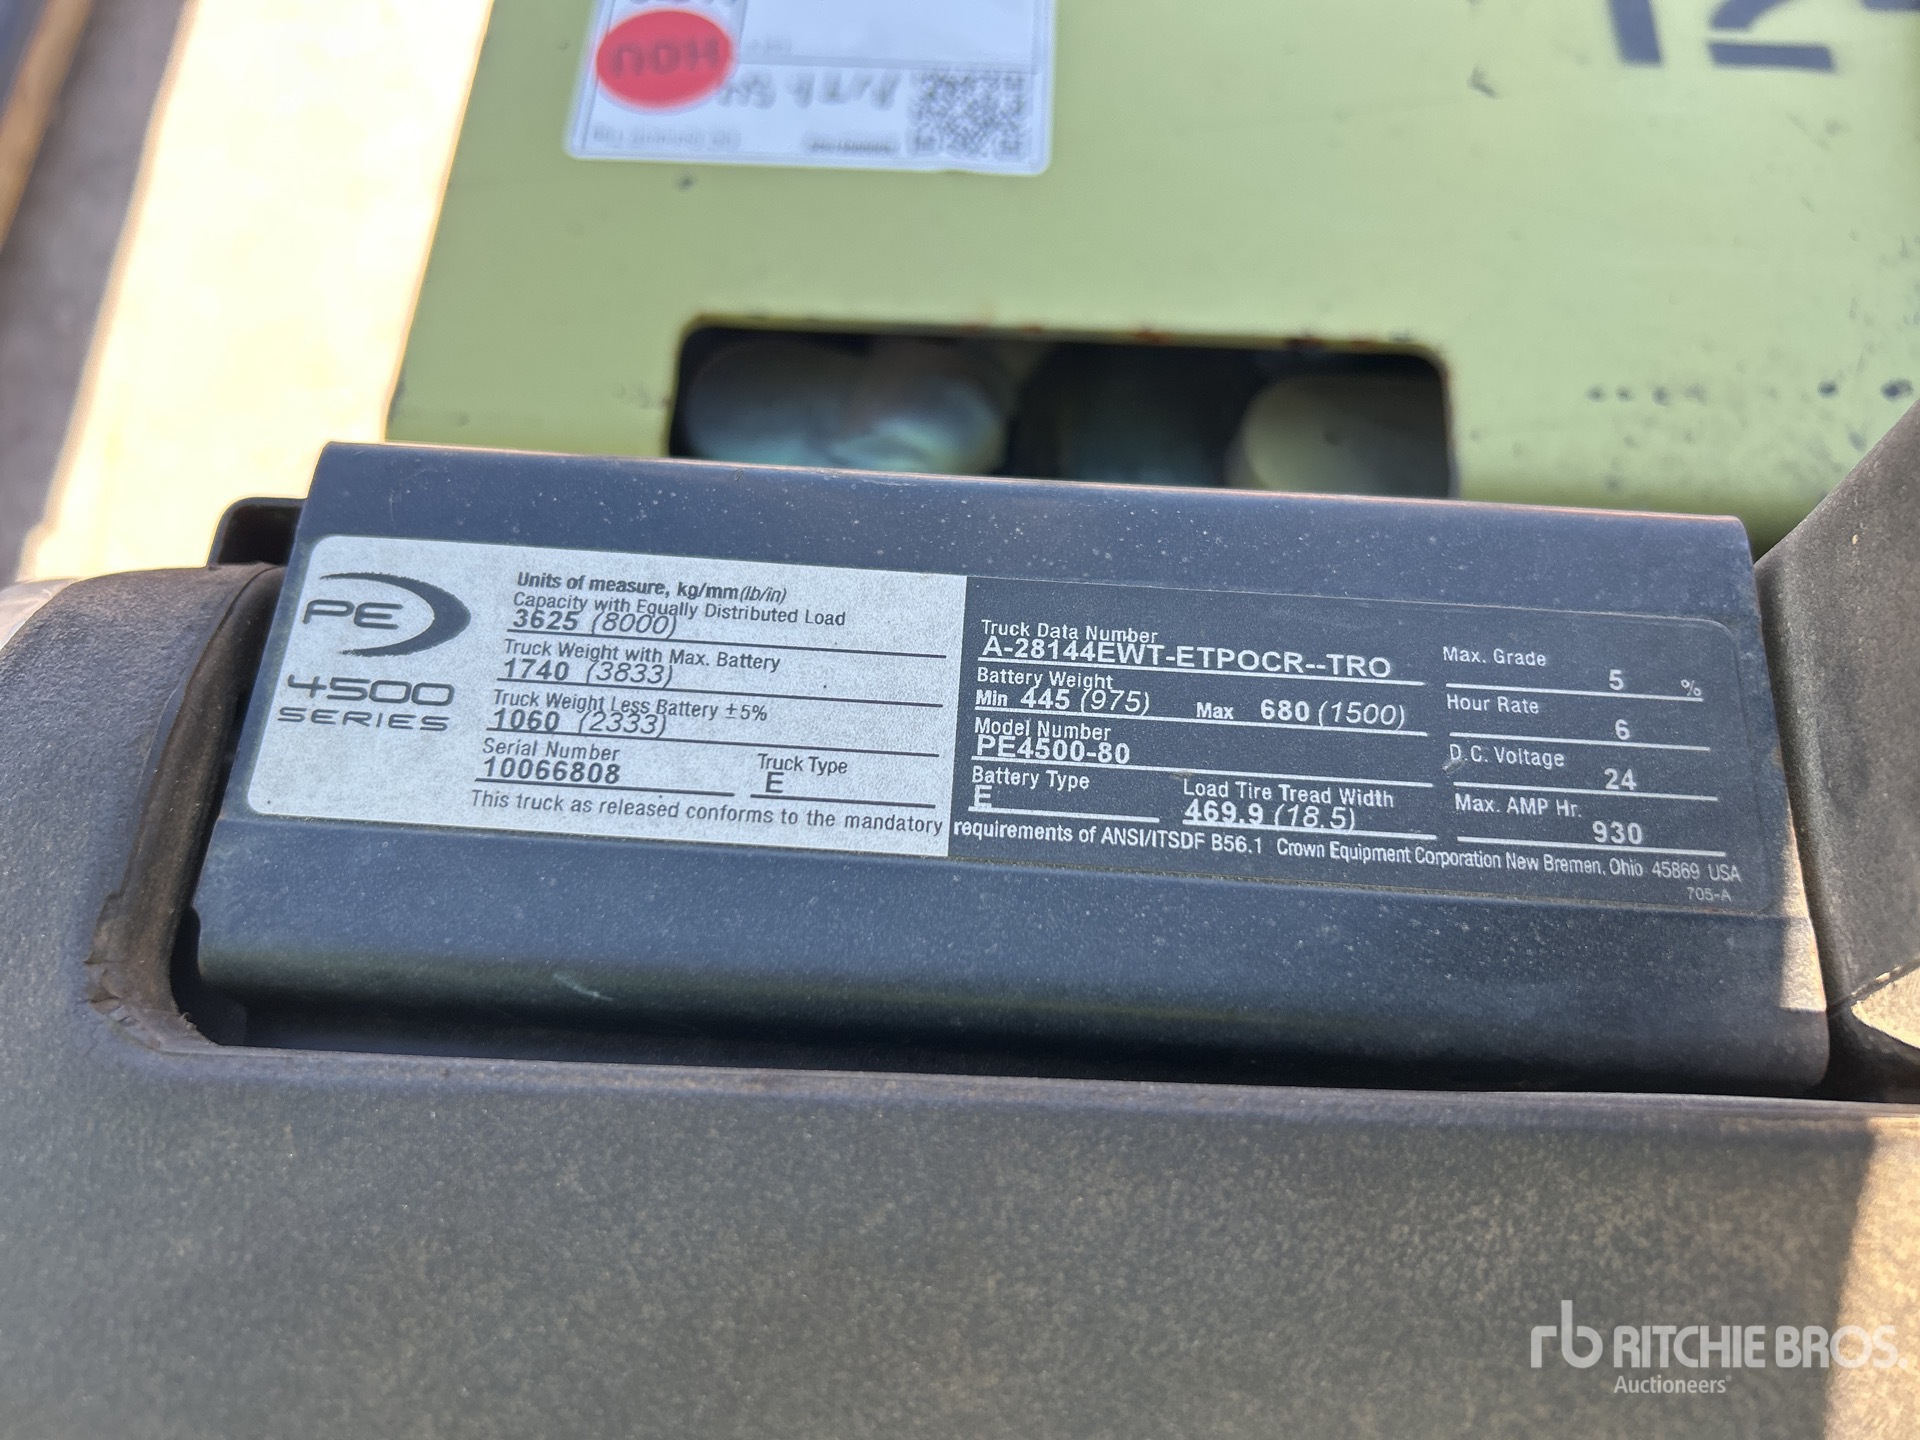 PE
4500
SERIES
Units of measure, kg/mm(lb/in)
Capacity with Equally Distributed Load
3625 (8000)
Truck Weight with Max. Battery
1740 (3833)
Truck Weight Less Battery ±5%
1060 (2333)
Serial Number
10066808
Truck Type
E
Truck Data Number
A-28144EWT-ETPOCR--TRO
Battery Weight
Min 445 (975) Max 680 (1500)
Model Number
PE4500-80
Battery Type
E
Load Tire Tread Width
469.9 (18.5)
Max. Grade
5 %
Hour Rate
6
D.C. Voltage
24
Max. AMP Hr.
930
This truck as released conforms to the mandatory requirements of ANSI/ITSDF B56.1 Crown Equipment Corporation New Bremen, Ohio 45869 USA
705-A
rb RITCHIE BROS.
Auctioneers